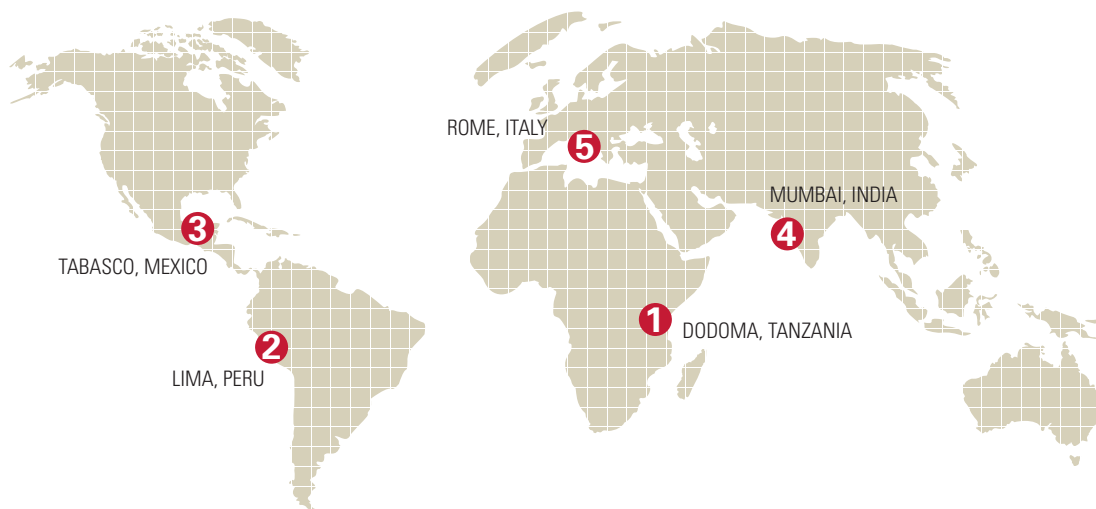 ROME, ITALY
5
MUMBAI, INDIA
4
3
TABASCO, MEXICO
1
DODOMA, TANZANIA
2
LIMA, PERU